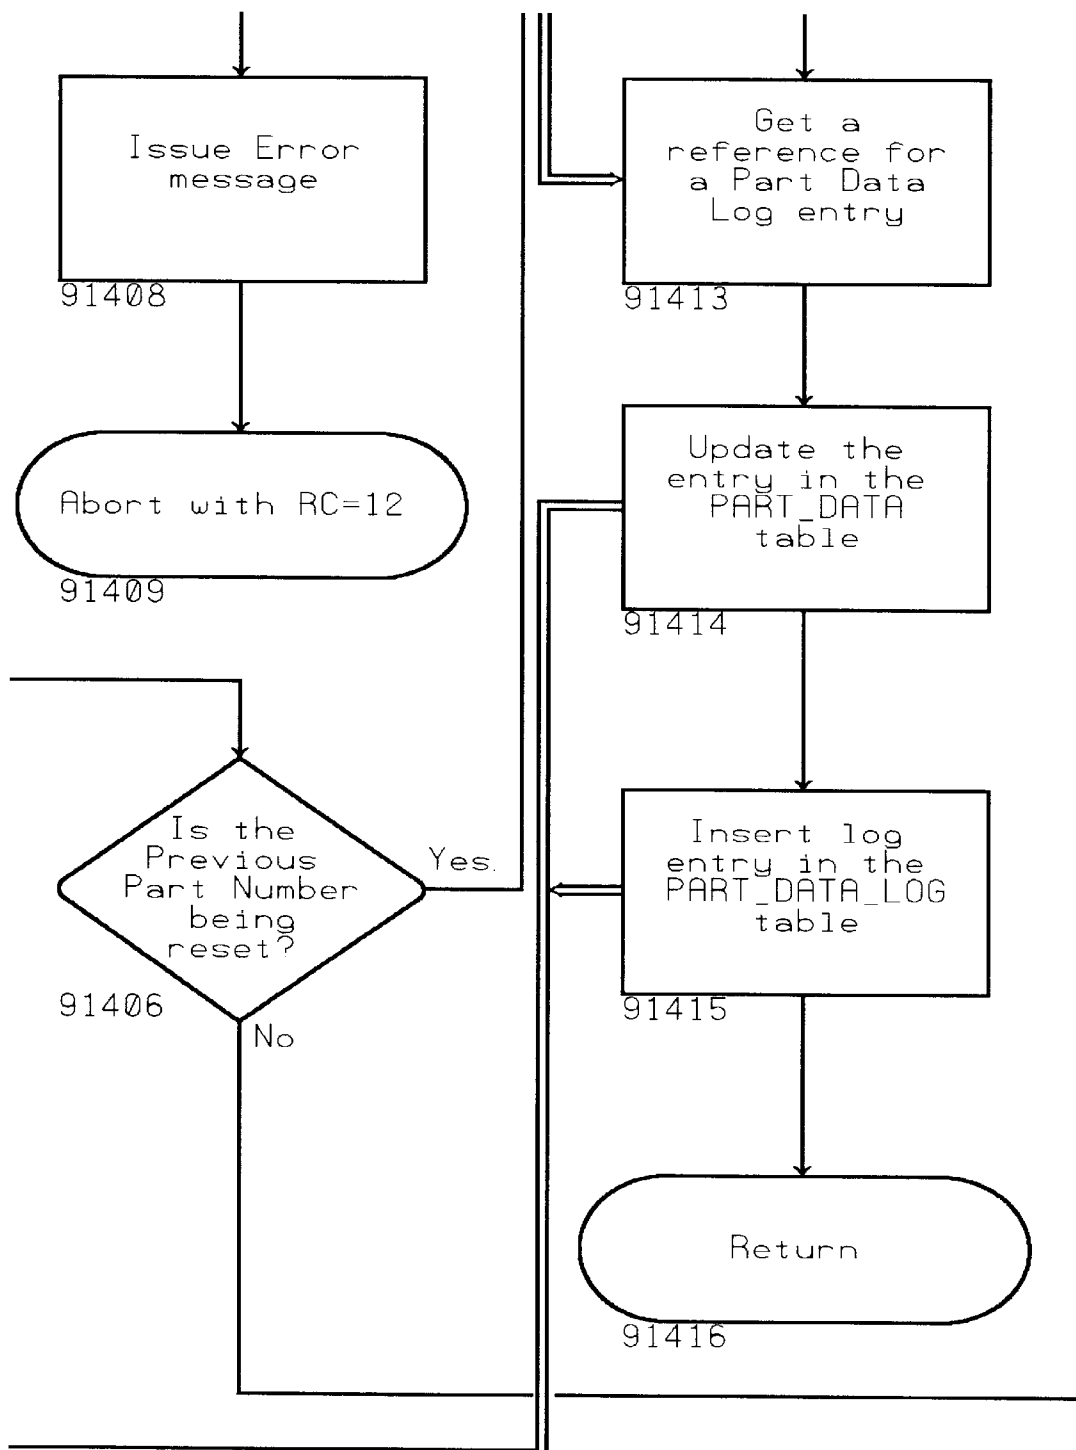 Issue Error
message
91408
Abort with RC=12
91409
Is the
Previous
Part Number
being
reset?
Yes.
91406
No
Get a
reference for
a Part Data
Log entry
91413
Update the
entry in the
PART_DATA
table
91414
Insert log
entry in the
PART_DATA_LOG
table
91415
Return
91416